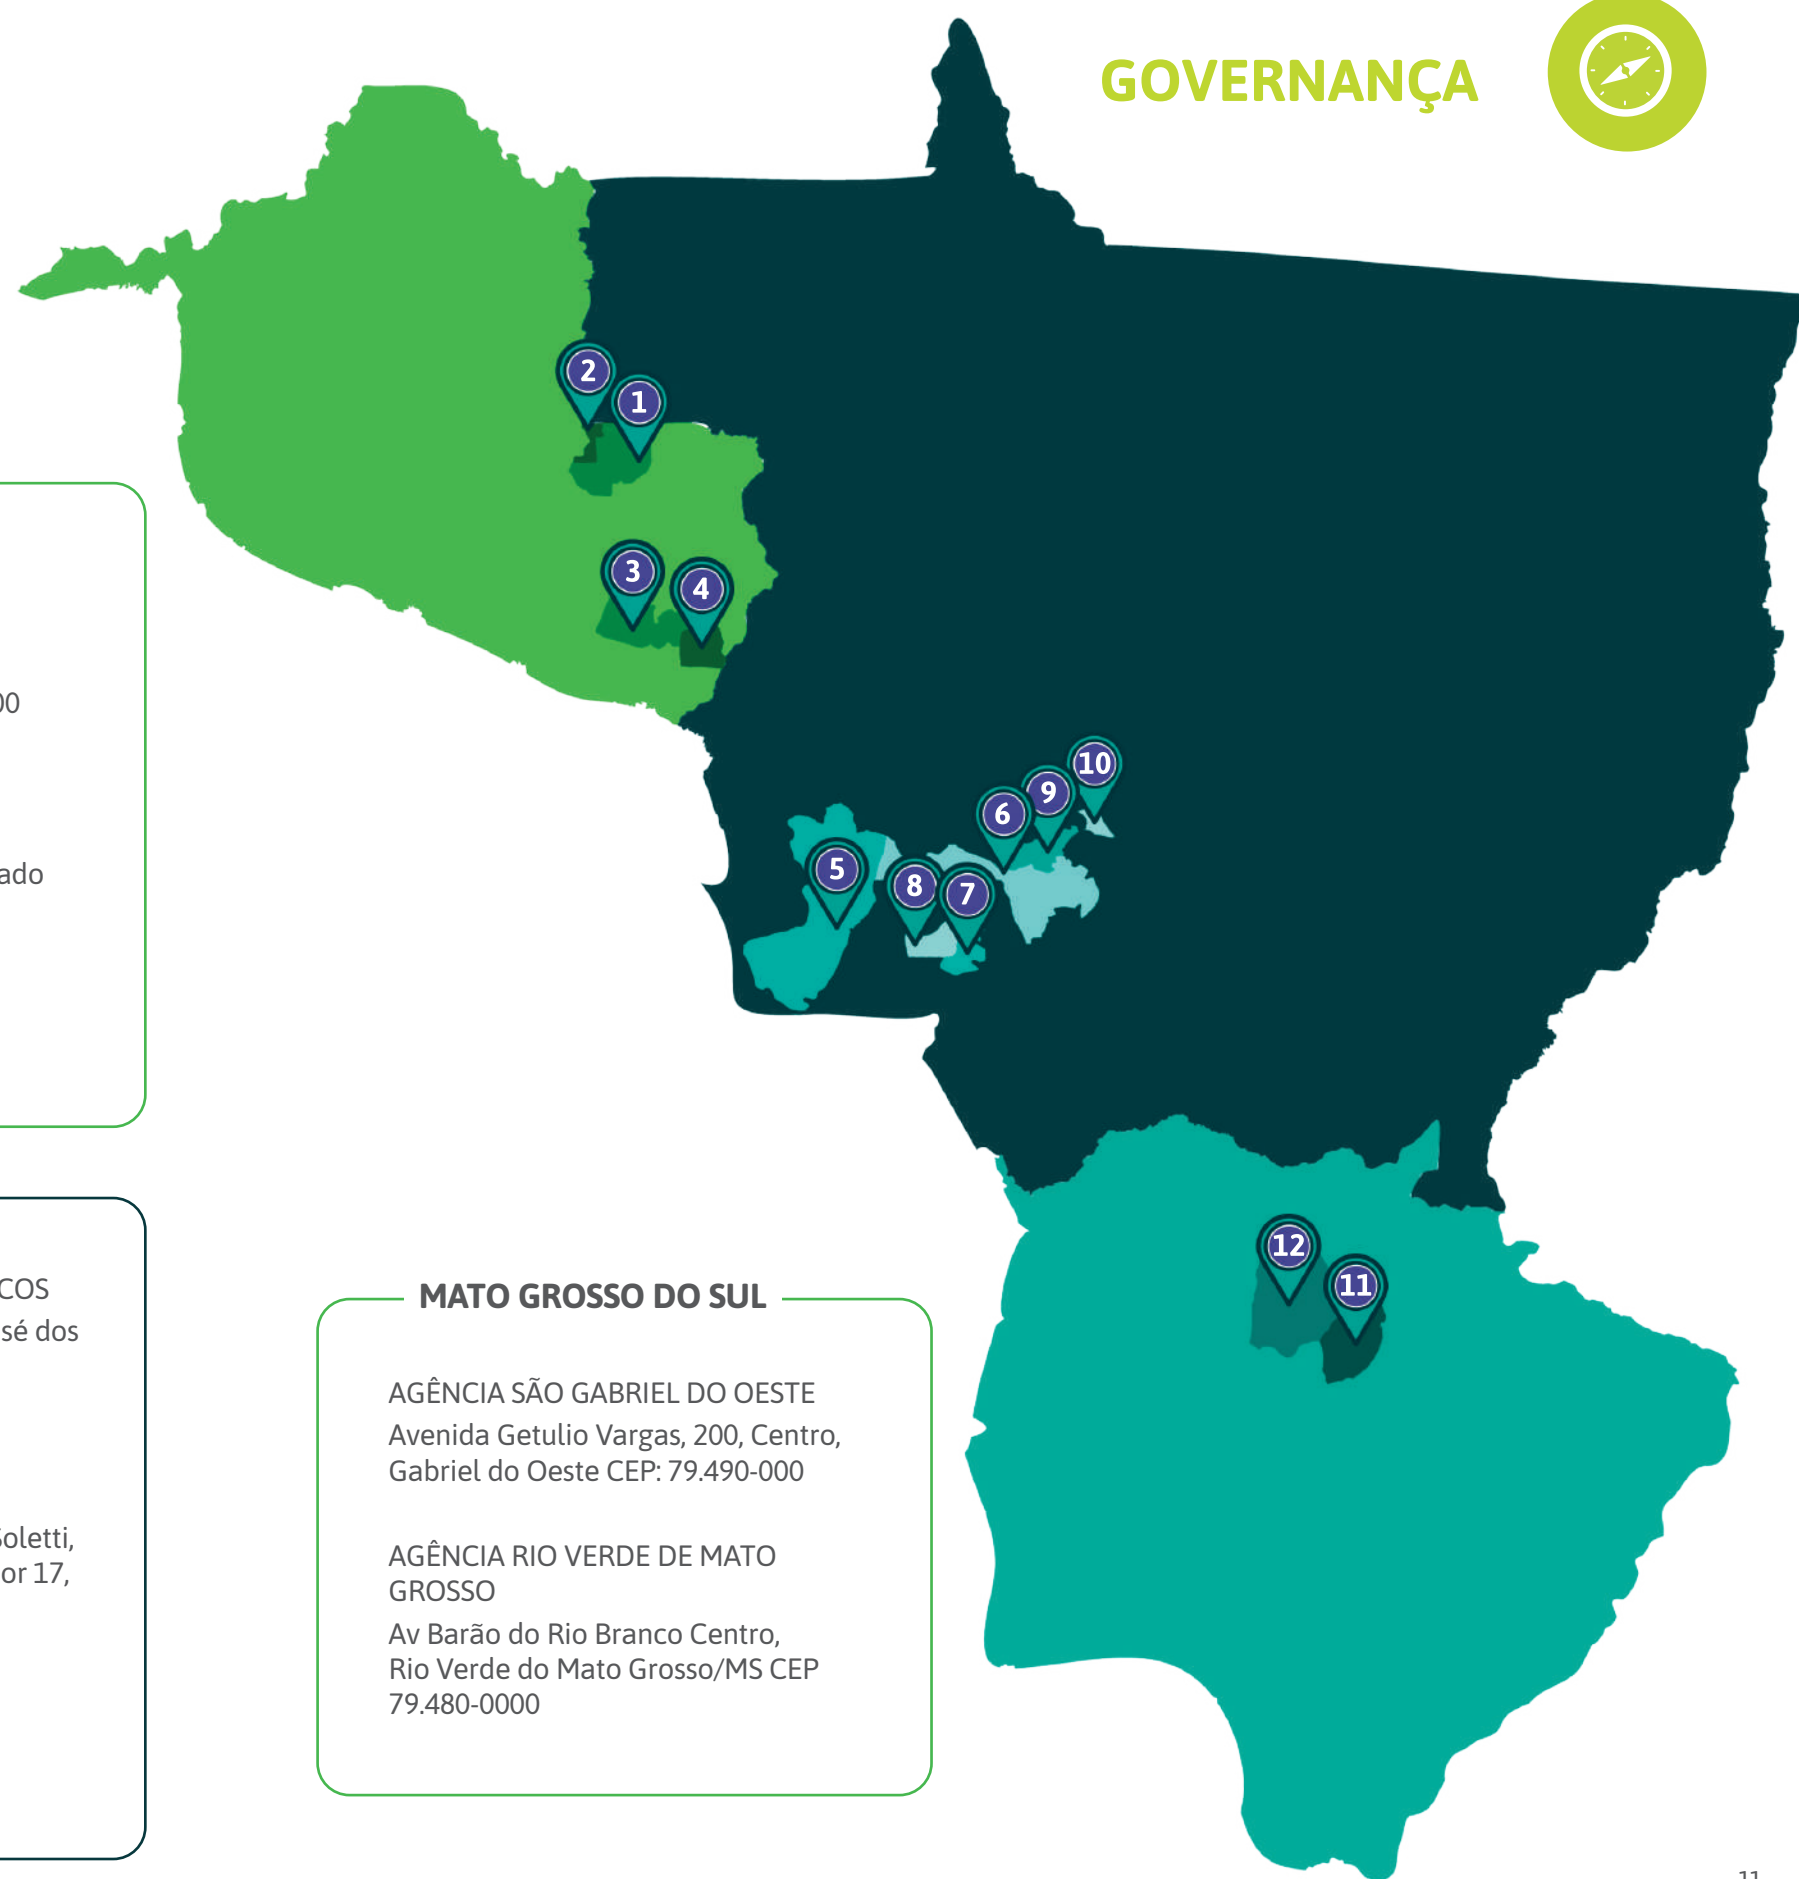 GOVERNANÇA
2
1
3
4
10
9
6
5
8
7
12
11
00
ado
COS
sé dos
Soletti,
or 17,
MATO GROSSO DO SUL
AGÊNCIA SÃO GABRIEL DO OESTE
Avenida Getulio Vargas, 200, Centro,
Gabriel do Oeste CEP: 79.490-000
AGÊNCIA RIO VERDE DE MATO
GROSSO
Av Barão do Rio Branco Centro,
Rio Verde do Mato Grosso/MS CEP
79.480-0000
11